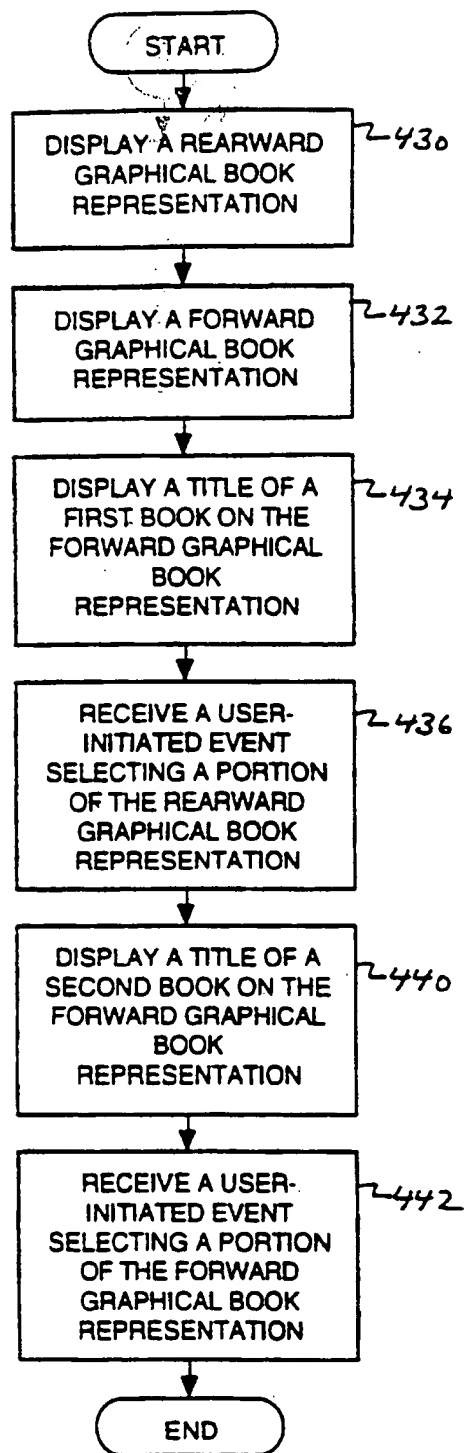 START
DISPLAY A REARWARD
GRAPHICAL BOOK
REPRESENTATION
430
DISPLAY A FORWARD
GRAPHICAL BOOK
REPRESENTATION
432
DISPLAY A TITLE OF A
FIRST BOOK ON THE
FORWARD GRAPHICAL
BOOK
REPRESENTATION
434
RECEIVE A USER-
INITIATED EVENT
SELECTING A PORTION
OF THE REARWARD
GRAPHICAL BOOK
REPRESENTATION
436
DISPLAY A TITLE OF A
SECOND BOOK ON THE
FORWARD GRAPHICAL
BOOK
REPRESENTATION
440
RECEIVE A USER-
INITIATED EVENT
SELECTING A PORTION
OF THE FORWARD
GRAPHICAL BOOK
REPRESENTATION
442
END